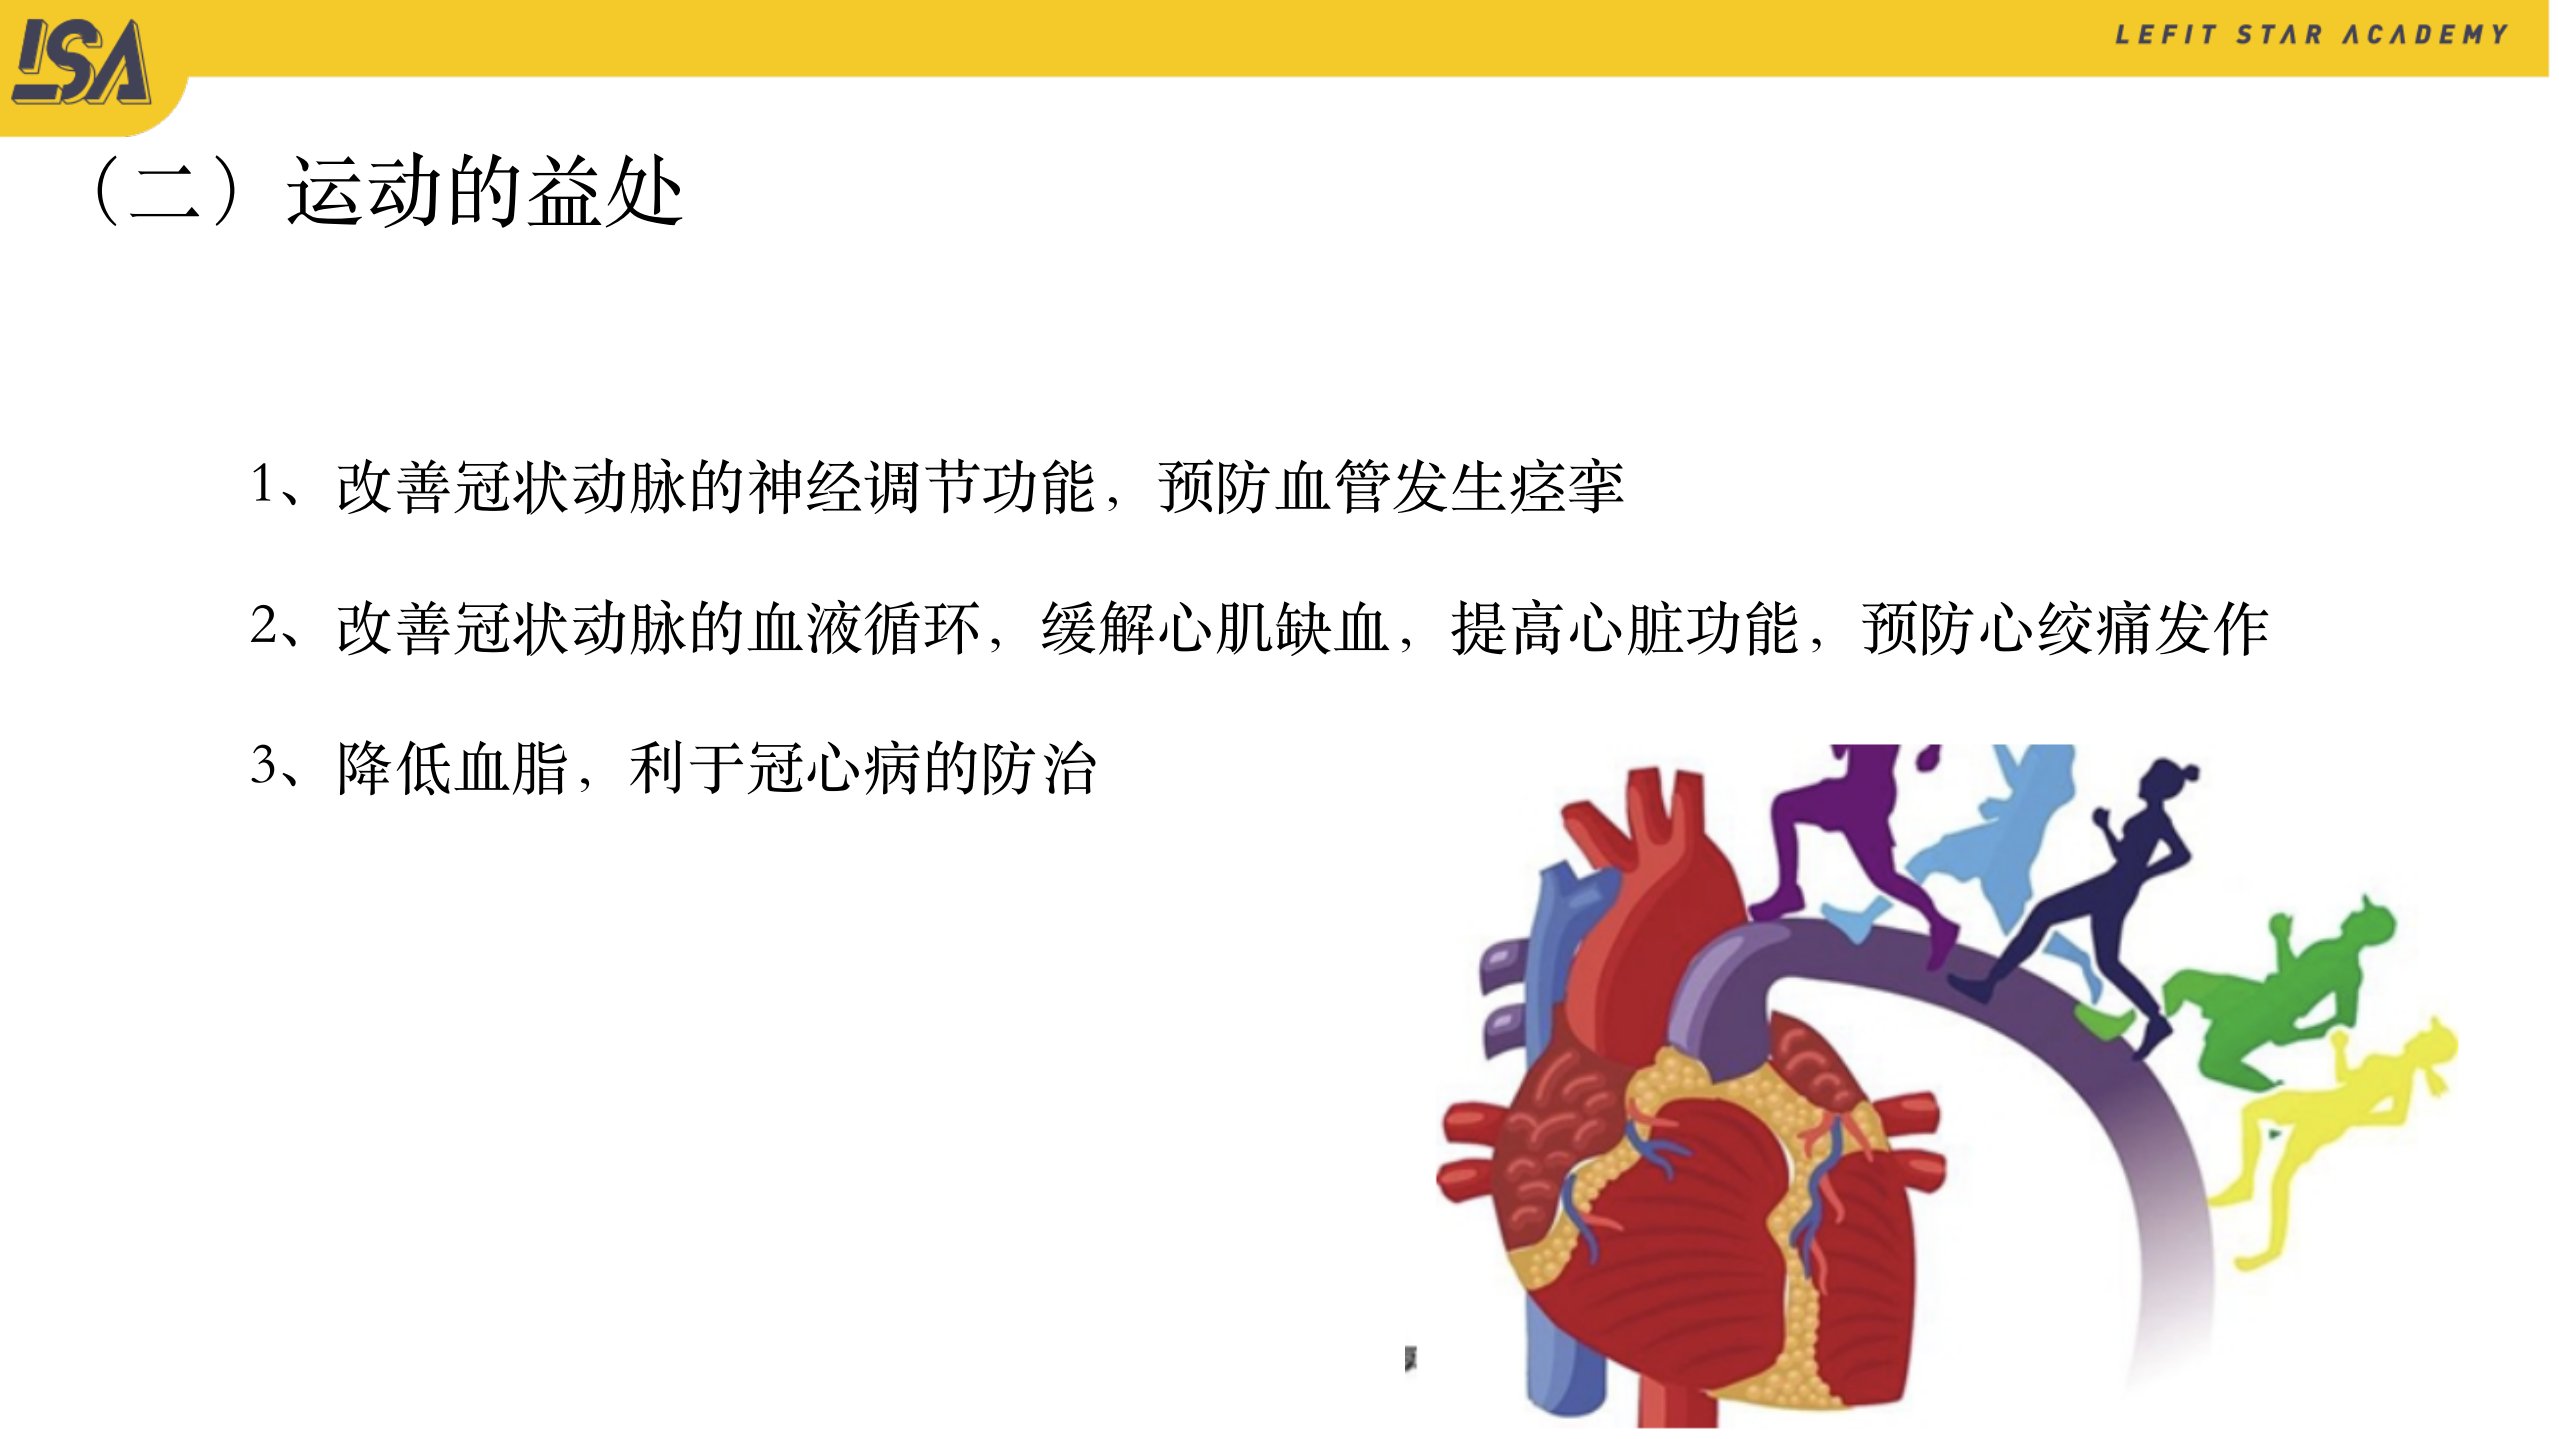 LSA
LEFIT STAR ACADEMY
（二）运动的益处
1、改善冠状动脉的神经调节功能，预防血管发生痉挛
2、改善冠状动脉的血液循环，缓解心肌缺血，提高心脏功能，预防心绞痛发作
3、降低血脂，利于冠心病的防治